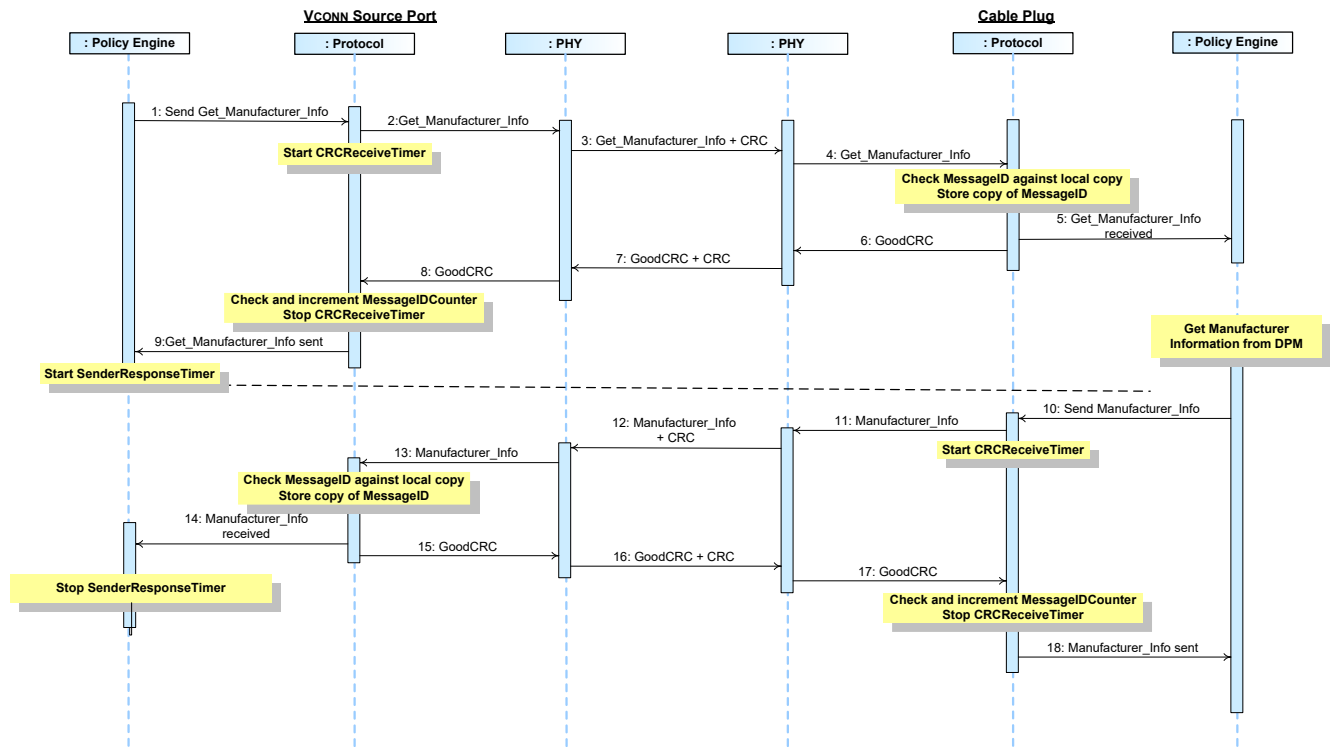 VCONN Source Port
Cable Plug
: Policy Engine
: Protocol
: PHY
: PHY
: Protocol
: Policy Engine
1: Send Get_Manufacturer_Info
2:Get_Manufacturer_Info
Start CRCReceiveTimer
3: Get_Manufacturer_Info + CRC
4: Get_Manufacturer_Info
Check MessageID against local copy
Store copy of MessageID
5: Get_Manufacturer_Info
received
6: GoodCRC
7: GoodCRC + CRC
8: GoodCRC
Check and increment MessageIDCounter
Stop CRCReceiveTimer
9:Get_Manufacturer_Info sent
Start SenderResponseTimer
Get Manufacturer
Information from DPM
10: Send Manufacturer_Info
11: Manufacturer_Info
Start CRCReceiveTimer
12: Manufacturer_Info
+ CRC
13: Manufacturer_Info
Check MessageID against local copy
Store copy of MessageID
14: Manufacturer_Info
received
15: GoodCRC
16: GoodCRC + CRC
17: GoodCRC
Stop SenderResponseTimer
Check and increment MessageIDCounter
Stop CRCReceiveTimer
18: Manufacturer_Info sent